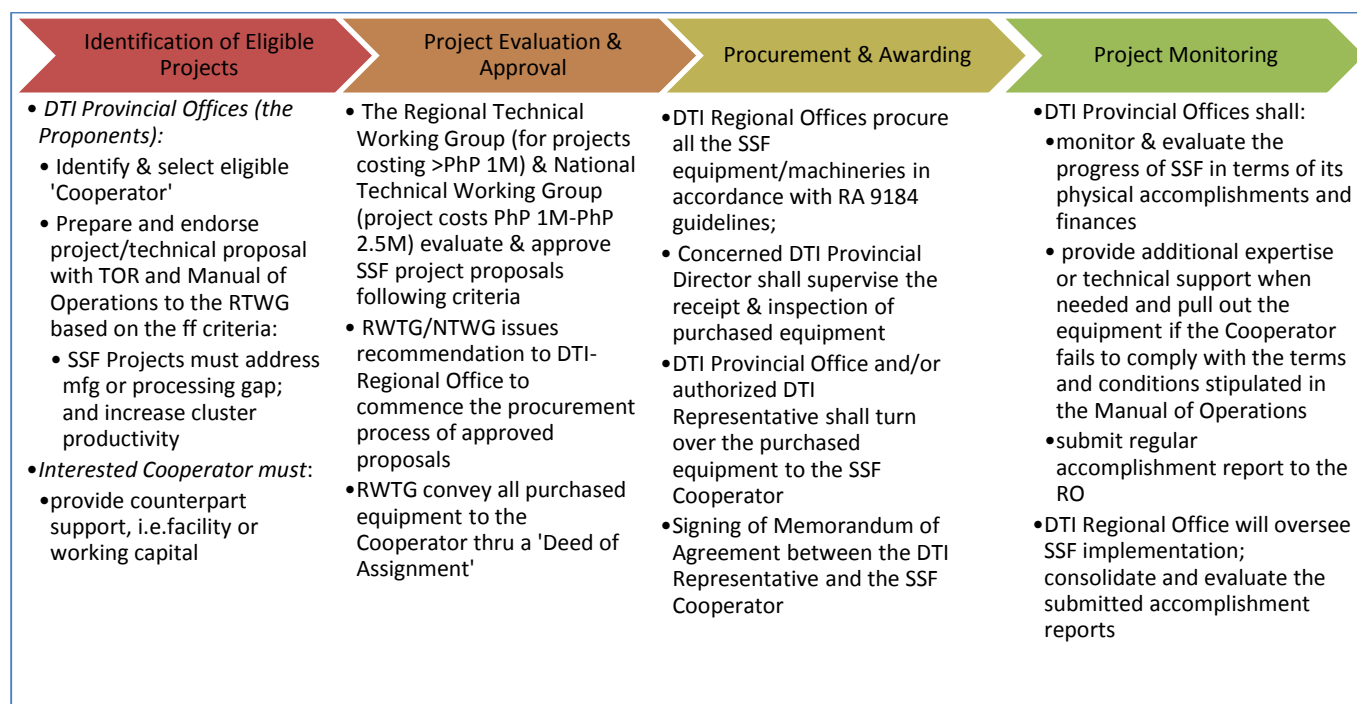 Identification of Eligible
Projects
Project Evaluation &
Approval
Procurement & Awarding
Project Monitoring
• DTI Provincial Offices (the
Proponents):
• Identify & select eligible
'Cooperator'
• Prepare and endorse
project/technical proposal
with TOR and Manual of
Operations to the RTWG
based on the ff criteria:
• SSF Projects must address
mfg or processing gap;
and increase cluster
productivity
•Interested Cooperator must:
•provide counterpart
support, i.e.facility or
working capital
• The Regional Technical
Working Group (for projects
costing >PhP 1M) & National
Technical Working Group
(project costs PhP 1M-PhP
2.5M) evaluate & approve
SSF project proposals
following criteria
• RWTG/NTWG issues
recommendation to DTI-
Regional Office to
commence the procurement
process of approved
proposals
•RWTG convey all purchased
equipment to the
Cooperator thru a 'Deed of
Assignment'
•DTI Regional Offices procure
all the SSF
equipment/machineries in
accordance with RA 9184
guidelines;
• Concerned DTI Provincial
Director shall supervise the
receipt & inspection of
purchased equipment
•DTI Provincial Office and/or
authorized DTI
Representative shall turn
over the purchased
equipment to the SSF
Cooperator
•Signing of Memorandum of
Agreement between the DTI
Representative and the SSF
Cooperator
•DTI Provincial Offices shall:
•monitor & evaluate the
progress of SSF in terms of its
physical accomplishments and
finances
• provide additional expertise
or technical support when
needed and pull out the
equipment if the Cooperator
fails to comply with the terms
and conditions stipulated in
the Manual of Operations
•submit regular
accomplishment report to the
RO
•DTI Regional Office will oversee
SSF implementation;
consolidate and evaluate the
submitted accomplishment
reports